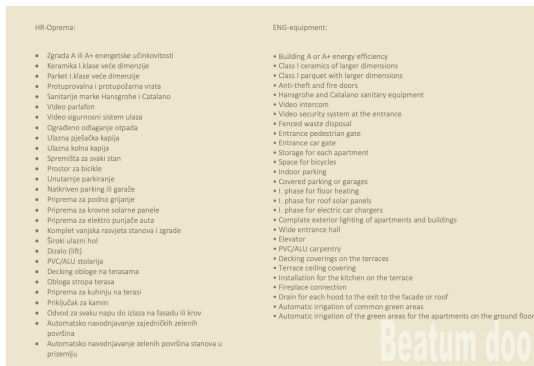 HR-Oprema:
Zgrada A ili A+ energetske učinkovitosti
Keramika I.klase veće dimenzije
Parket I.klase veće dimenzije
Protuprovalna i protupožarna vrata
Sanitarije marke Hansgrohe i Catalano
Video parlafon
Video sigurnosni sistem ulaza
Ograđeno odlaganje otpada
Ulazna pješačka kapija
Ulazna kolna kapija
Spremišta za svaki stan
Prostor za bicikle
Unutarnje parkiranje
Natkriven parking ili garaže
Priprema za podno grijanje
Priprema za krovne solarne panele
Priprema za elektro punjače auta
Komplet vanjska rasvjeta stanova i zgrade
Široki ulazni hol
Dizalo (lift)
PVC/ALU stolarija
Decking obloge na terasama
Obloga stropa terasa
Priprema za kuhinju na terasi
Priključak za kamin
Odvod za svaku napu do izlaza na fasadu ili krov
Automatsko navodnjavanje zajedničkih zelenih
površina
Automatsko navodnjavanje zelenih površina stanova u
prizemlju
ENG-equipment:
• Building A or A+ energy efficiency
• Class I ceramics of larger dimensions
• Class I parquet with larger dimensions
• Anti-theft and fire doors
• Hansgrohe and Catalano sanitary equipment
• Video intercom
• Video security system at the entrance
• Fenced waste disposal
• Entrance pedestrian gate
• Entrance car gate
• Storage for each apartment
• Space for bicycles
• Indoor parking
• Covered parking or garages
• I. phase for floor heating
• I. phase for roof solar panels
• I. phase for electric car chargers
• Complate exterior lighting of apartments and buildings
• Wide entrance hall
• Elevator
• PVC/ALU carpentry
• Decking coverings on the terraces
• Terrace ceiling covering
• Installation for the kitchen on the terrace
• Fireplace connection
• Drain for each hood to the exit to the facade or roof
• Automatic irrigation of common green areas
• Automatic irrigation of the green areas for the apartments on the ground floor
Beatum doo